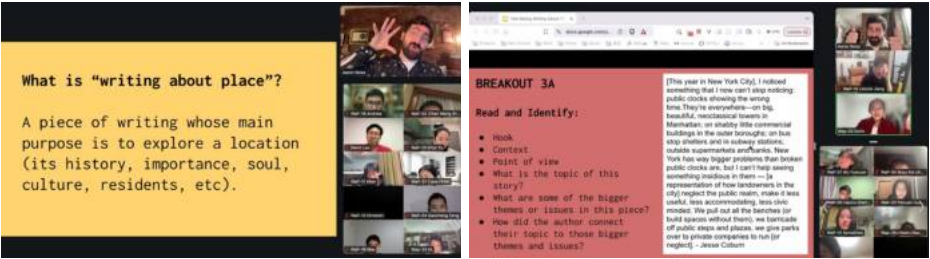 What is “writing about place”?
A piece of writing whose main
purpose is to explore a location
(its history, importance, soul,
culture, residents, etc).
BREAKOUT 3A
Read and Identify:
● Hook
● Context
● Point of view
● What is the topic of this
story?
● What are some of the bigger
themes or issues in this piece?
● How did the author connect
their topic to those bigger
themes and issues?
[This year in New York City], I noticed
something that I now can't stop noticing:
public clocks showing the wrong
time.They're everywhere—on big,
beautiful, neoclassical towers in
Manhattan; on shabby little commercial
buildings in the outer boroughs; on bus
stop shelters and in subway stations;
outside supermarkets and banks. New
York has way bigger problems than broken
public clocks are, but I can't help seeing
something insidious in them — [a
representation of how landowners in the
city] neglect the public realm, make it less
useful, less accommodating, less civic
minded. We pull out all the benches (or
build spaces without them), we barricade
off public steps and plazas, we give parks
over to private companies to run [or
neglect]. - Jesse Coburn